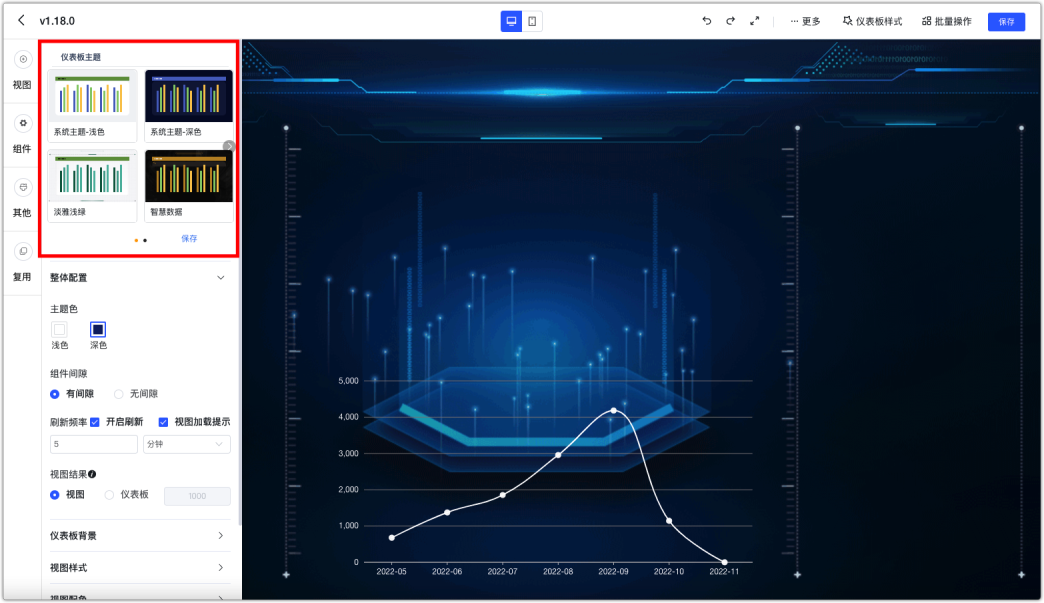 v1.18.0
更多
仪表板样式
批量操作
保存
视图
组件
其他
复用
仪表板主题
系统主题-浅色
系统主题-深色
淡雅浅绿
智慧数据
保存
整体配置
主题色
浅色
深色
组件间隙
有间隙
无间隙
刷新频率
开启刷新
视图加载提示
5
分钟
视图结果
视图
仪表板
1000
仪表板背景
视图样式
视图配色
5,000
4,000
3,000
2,000
1,000
0
2022-05
2022-06
2022-07
2022-08
2022-09
2022-10
2022-11